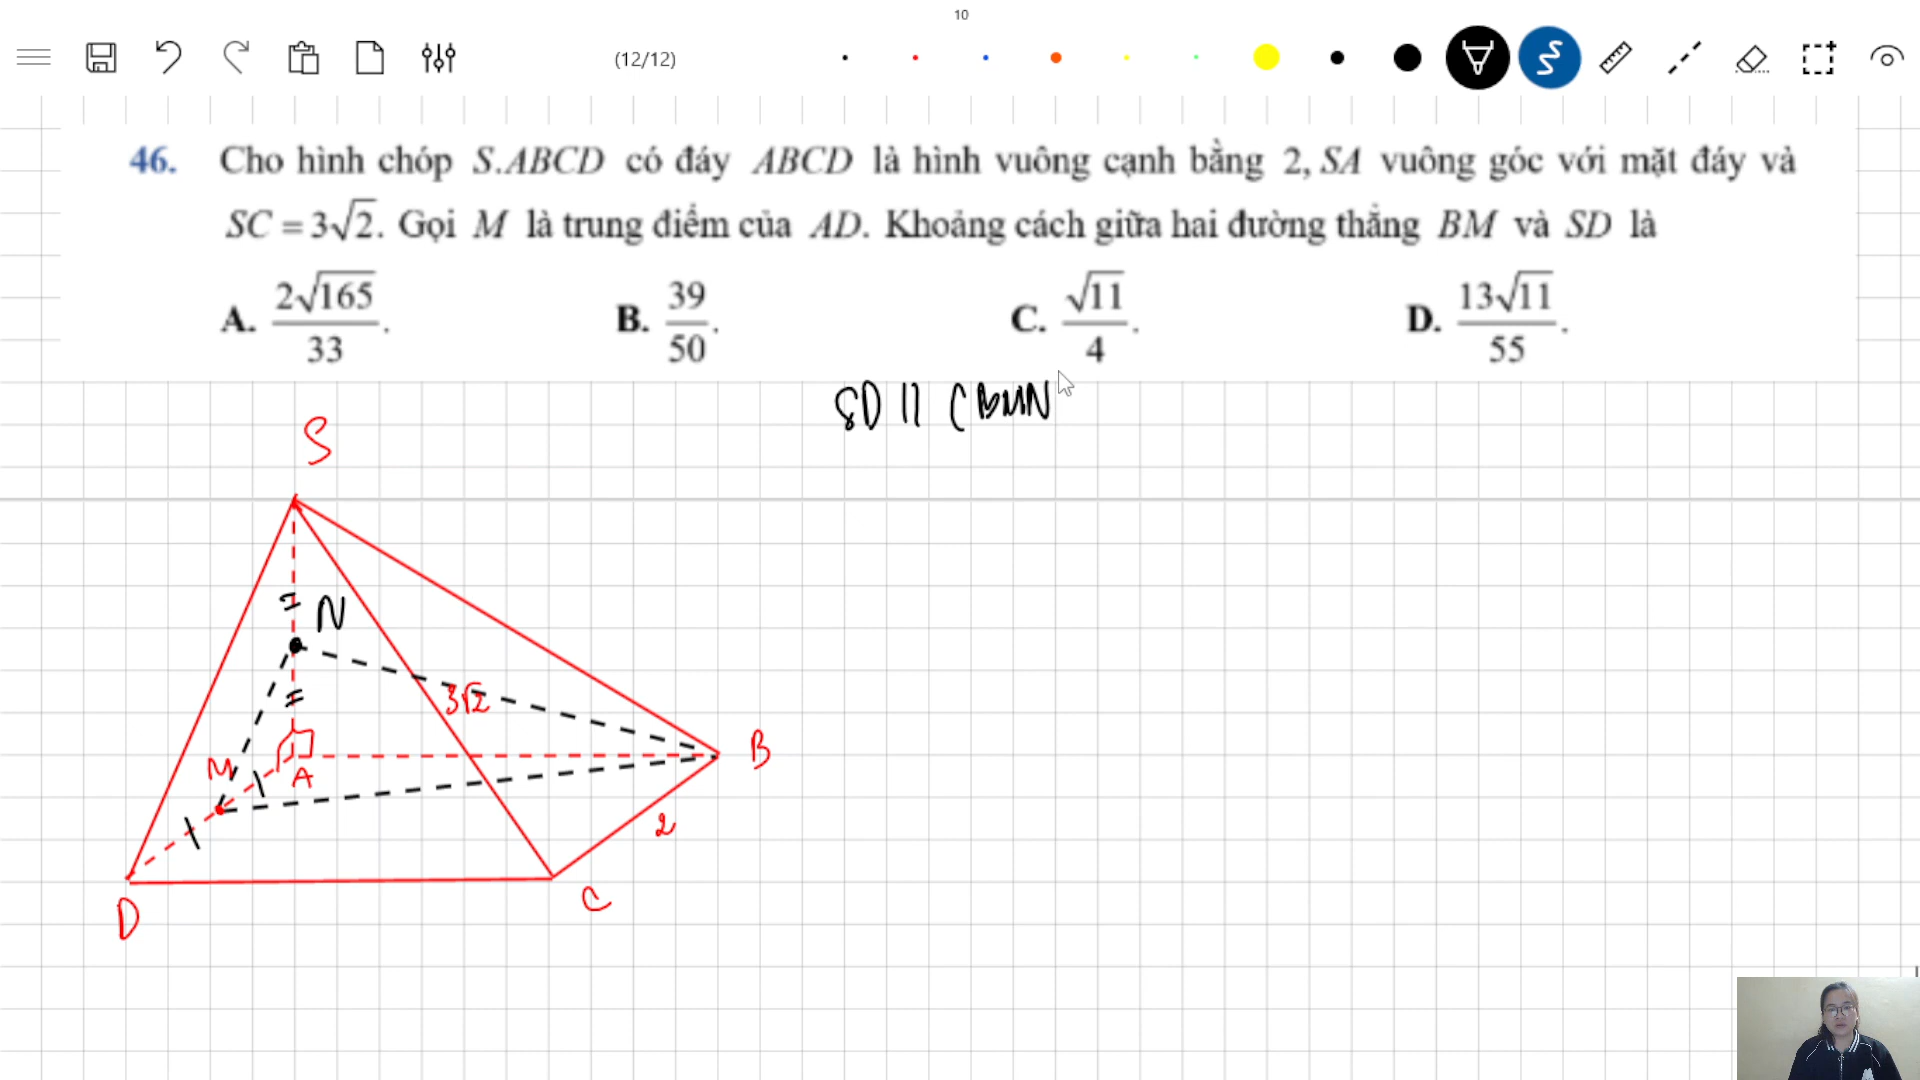 10
(12/12)
46. Cho hình chóp S.ABCD có đáy ABCD là hình vuông cạnh bằng 2, SA vuông góc với mặt đáy và
SC = 3√2. Gọi M là trung điểm của AD. Khoảng cách giữa hai đường thẳng BM và SD là
A. 2√165/33. B. 39/50. C. √11/4. D. 13√11/55.
SD || (BMN
S
N
3√2
M
A
B
2
D
C